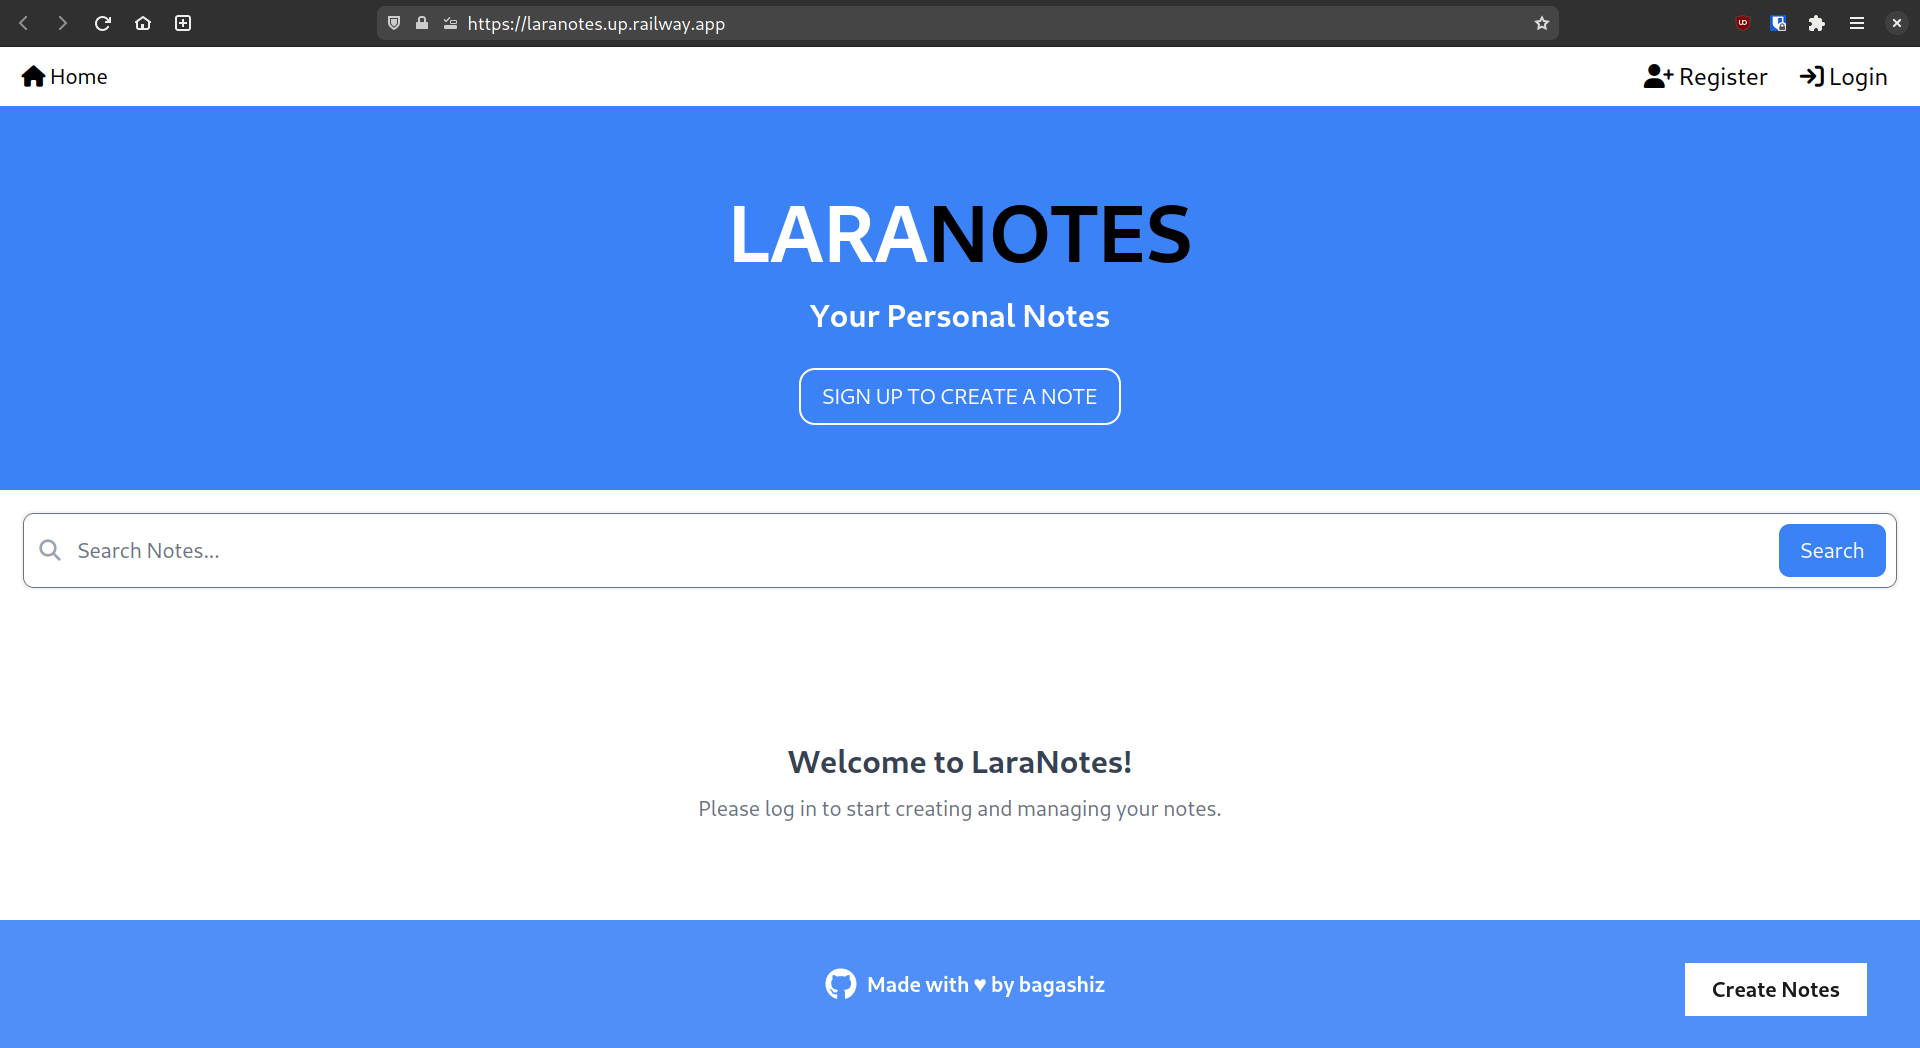 https://laranotes.up.railway.app
Home
Register
Login
LARANOTES
Your Personal Notes
SIGN UP TO CREATE A NOTE
Search Notes...
Search
Welcome to LaraNotes!
Please log in to start creating and managing your notes.
Made with ♥ by bagashiz
Create Notes